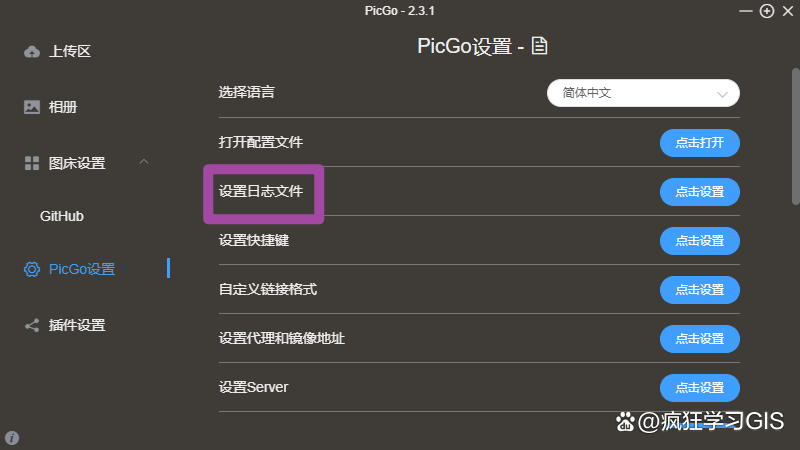 PicGo - 2.3.1
上传区
相册
图床设置
GitHub
PicGo设置
插件设置
PicGo设置 -
选择语言
简体中文
打开配置文件
点击打开
设置日志文件
点击设置
设置快捷键
点击设置
自定义链接格式
点击设置
设置代理和镜像地址
点击设置
设置Server
点击设置
du @疯狂学习GIS